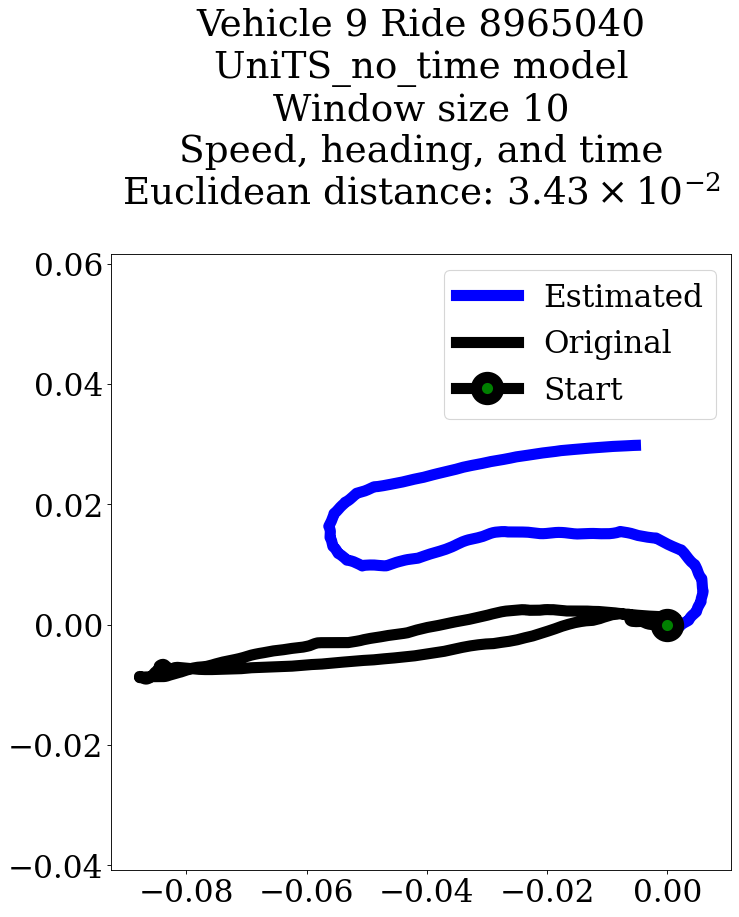 Vehicle 9 Ride 8965040
UniTS_no_time model
Window size 10
Speed, heading, and time
Euclidean distance: 3.43 × 10⁻²
Estimated
Original
Start
0.06
0.04
0.02
0.00
−0.02
−0.04
−0.08 −0.06 −0.04 −0.02 0.00